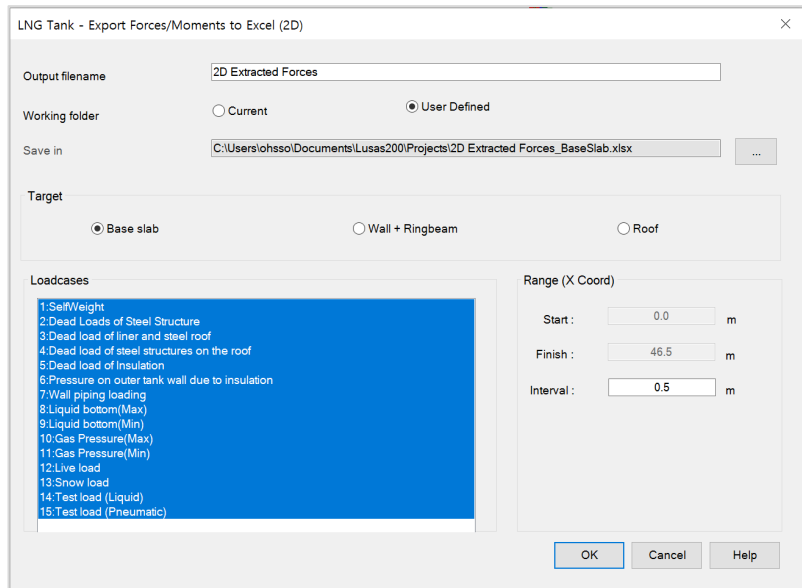 LNG Tank - Export Forces/Moments to Excel (2D)
Output filename
2D Extracted Forces
Working folder
Current
User Defined
Save in
C:\Users\ohsso\Documents\Lusas200\Projects\2D Extracted Forces_BaseSlab.xlsx
...
Target
Base slab
Wall + Ringbeam
Roof
Loadcases
1:SelfWeight
2:Dead Loads of Steel Structure
3:Dead load of liner and steel roof
4:Dead load of steel structures on the roof
5:Dead load of Insulation
6:Pressure on outer tank wall due to insulation
7:Wall piping loading
8:Liquid bottom(Max)
9:Liquid bottom(Min)
10:Gas Pressure(Max)
11:Gas Pressure(Min)
12:Live load
13:Snow load
14:Test load (Liquid)
15:Test load (Pneumatic)
Range (X Coord)
Start : 0.0 m
Finish : 46.5 m
Interval : 0.5 m
OK Cancel Help